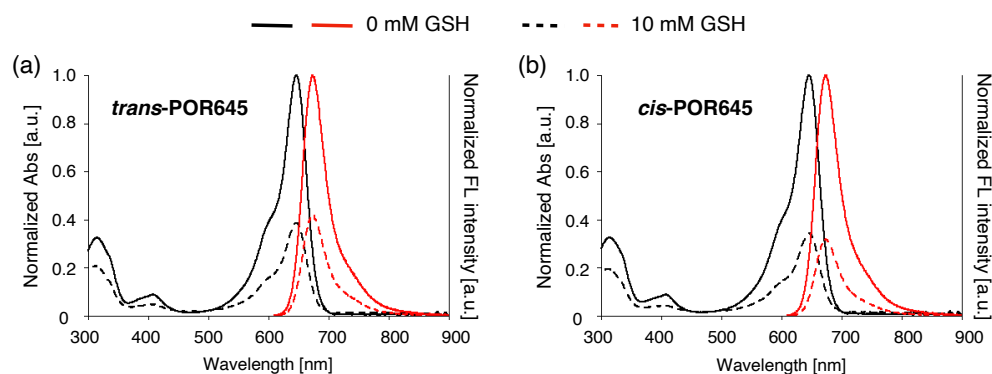 0 mM GSH 10 mM GSH
(a) (b)
trans-POR645
Normalized Abs [a.u.]
1.0
0.8
0.6
0.4
0.2
0
300 400 500 600 700 800 900
Wavelength [nm]
Normalized FL intensity [a.u.]
cis-POR645
Normalized Abs [a.u.]
1.0
0.8
0.6
0.4
0.2
0
300 400 500 600 700 800 900
Wavelength [nm]
Normalized FL intensity [a.u.]